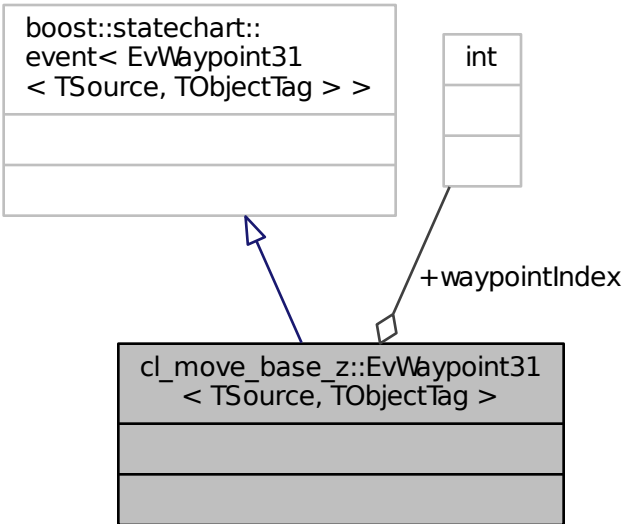 boost::statechart::
event< EvWaypoint31
< TSource, TObjectTag > >
int
+waypointIndex
cl_move_base_z::EvWaypoint31
< TSource, TObjectTag >